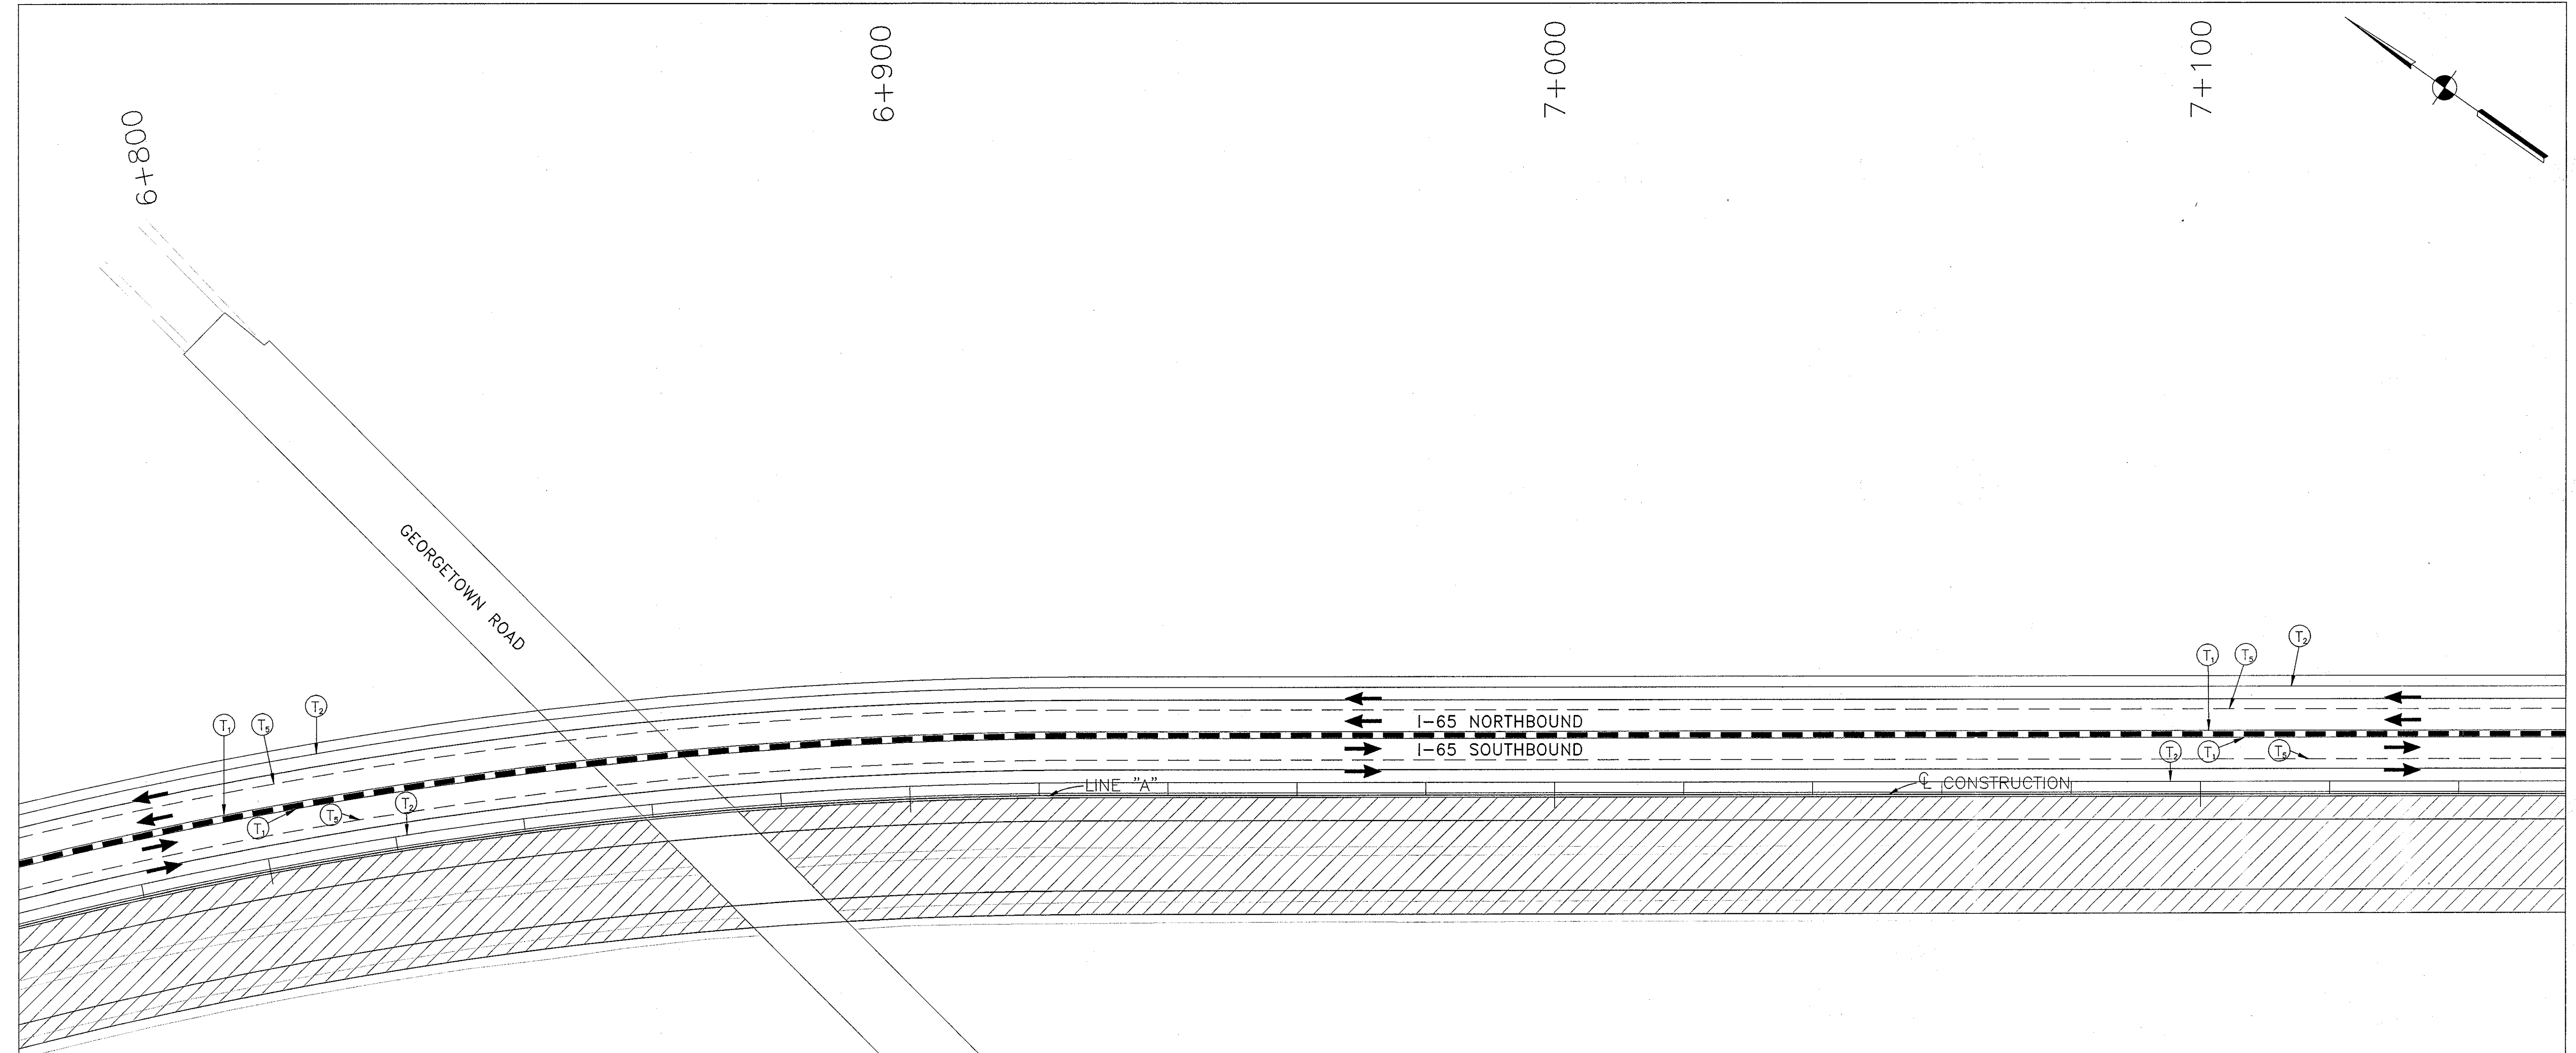 6+800
6+900
7+000
7+100
GEORGETOWN ROAD
T2
T1
T5
T2
T1
T5
T2
I-65 NORTHBOUND
I-65 SOUTHBOUND
T2
T1
T5
T1
T5
T2
LINE "A"
℄ CONSTRUCTION